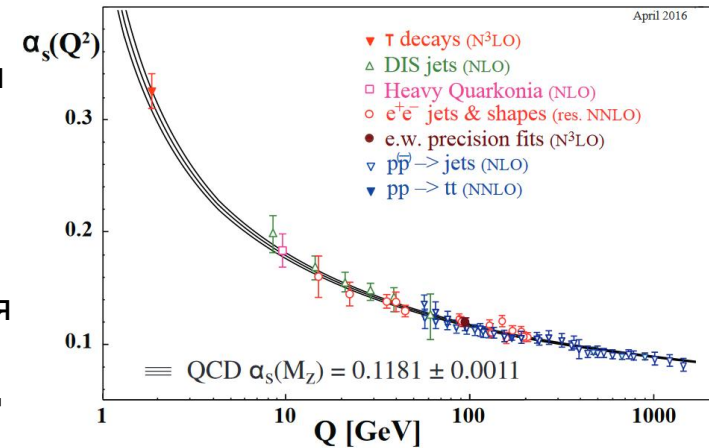 April 2016
αs(Q²)
τ decays (N³LO)
DIS jets (NLO)
Heavy Quarkonia (NLO)
e⁺e⁻ jets & shapes (res. NNLO)
e.w. precision fits (N³LO)
pp̄ –> jets (NLO)
pp –> tt (NNLO)
0.3
0.2
0.1
QCD αs(Mz) = 0.1181 ± 0.0011
1 10 100 1000
Q [GeV]
я